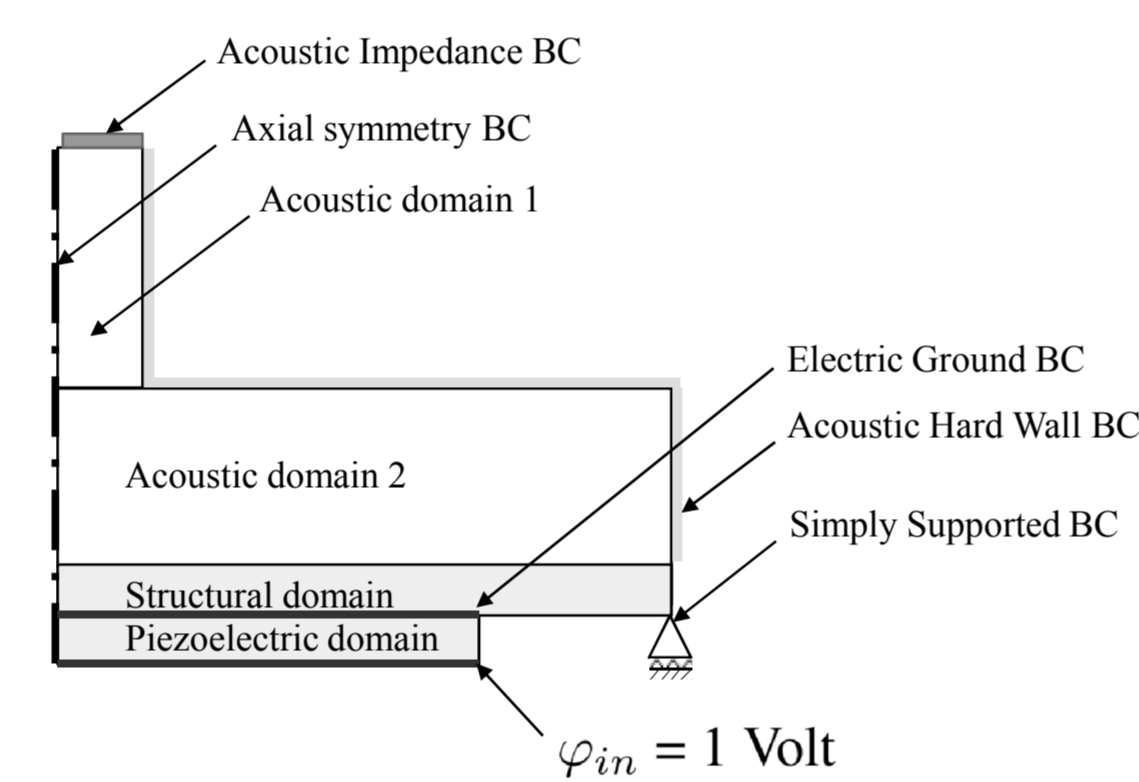 Acoustic Impedance BC
Axial symmetry BC
Acoustic domain 1
Electric Ground BC
Acoustic Hard Wall BC
Acoustic domain 2
Simply Supported BC
Structural domain
Piezoelectric domain
φ_in = 1 Volt